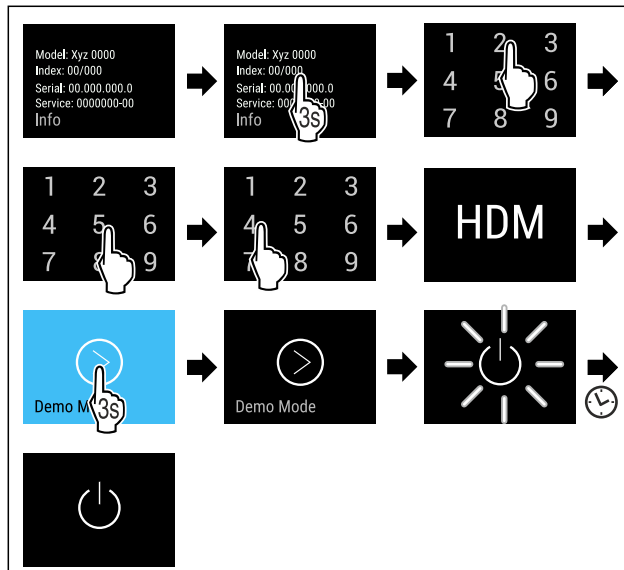 Model: Xyz 0000
Index: 00/000
Serial: 00.000.000.0
Service: 0000000-00
Info
Model: Xyz 0000
Index: 00/000
Serial: 00.000.0
Service: 00
Info
3s
1 2 3
4 6
7 8 9
1 2 3
4 5 6
7 9
1 2 3
4 5 6
8 9
HDM
Demo
3s
Demo Mode